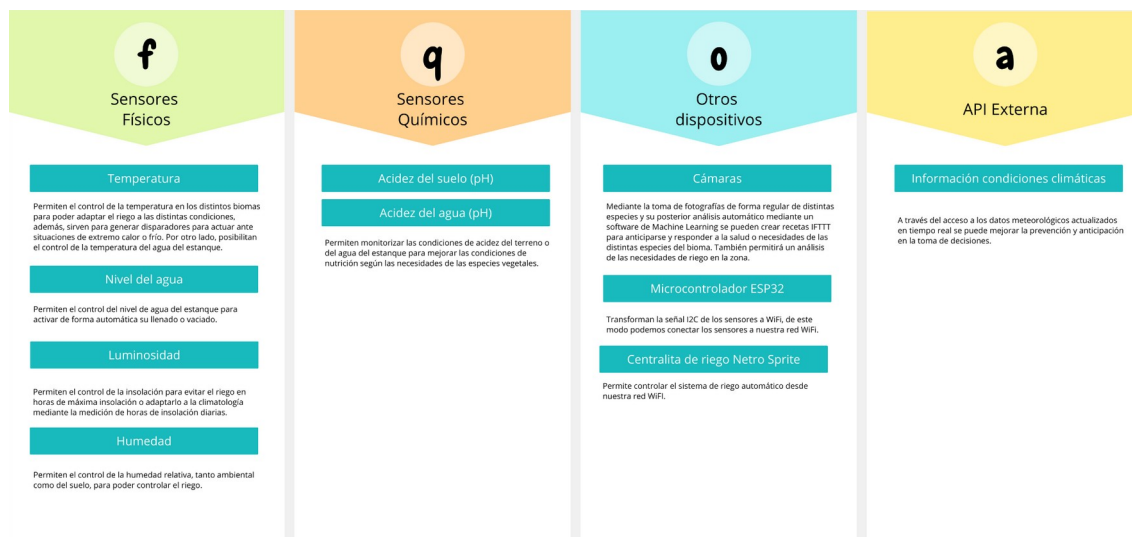 f
Sensores
Físicos
Temperatura
Permiten el control de la temperatura en los distintos biomas
para poder adaptar el riego a las distintas condiciones,
además, sirven para generar disparadores para actuar ante
situaciones de extremo calor o frío. Por otro lado, posibilitan
el control de la temperatura del agua del estanque.
Nivel del agua
Permiten el control del nivel de agua del estanque para
activar de forma automática su llenado o vaciado.
Luminosidad
Permiten el control de la insolación para evitar el riego en
horas de máxima insolación o adaptarlo a la climatología
mediante la medición de horas de insolación diarias.
Humedad
Permiten el control de la humedad relativa, tanto ambiental
como del suelo, para poder controlar el riego.
q
Sensores
Químicos
Acidez del suelo (pH)
Acidez del agua (pH)
Permiten monitorizar las condiciones de acidez del terreno o
del agua del estanque para mejorar las condiciones de
nutrición según las necesidades de las especies vegetales.
o
Otros
dispositivos
Cámaras
Mediante la toma de fotografías de forma regular de distintas
especies y su posterior análisis automático mediante un
software de Machine Learning se pueden crear recetas IFTTT
para anticiparse y responder a la salud o necesidades de las
distintas especies del bioma. También permitirá un análisis
de las necesidades de riego en la zona.
Microcontrolador ESP32
Transforman la señal I2C de los sensores a WiFi, de este
modo podemos conectar los sensores a nuestra red WiFi.
Centralita de riego Netro Sprite
Permite controlar el sistema de riego automático desde
nuestra red WiFI.
a
API Externa
Información condiciones climáticas
A través del acceso a los datos meteorológicos actualizados
en tiempo real se puede mejorar la prevención y anticipación
en la toma de decisiones.